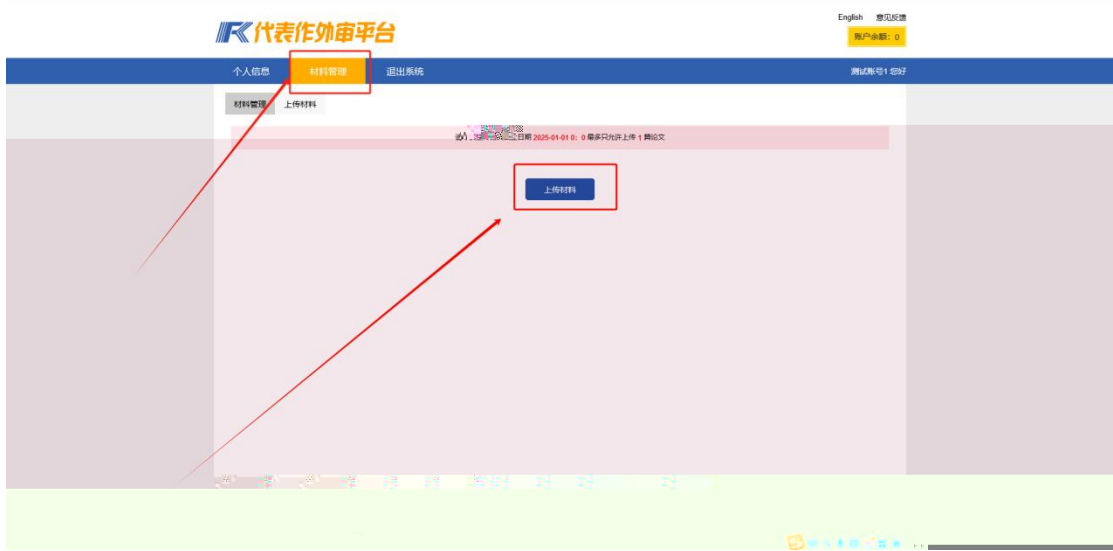 English 意见反馈
代表作外审平台
账户余额：0
个人信息 材料管理 退出系统 测试账号1 您好
材料管理 上传材料
日期 2025-01-01 0：0 最多只允许上传 1 篇论文
上传材料